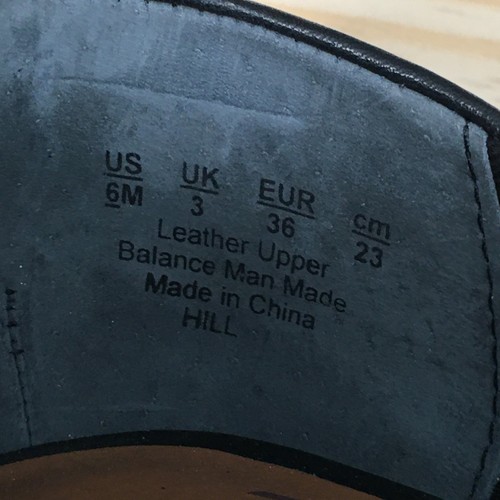 US UK EUR cm
6M 3 36 23
Leather Upper
Balance Man Made
Made in China
HILL